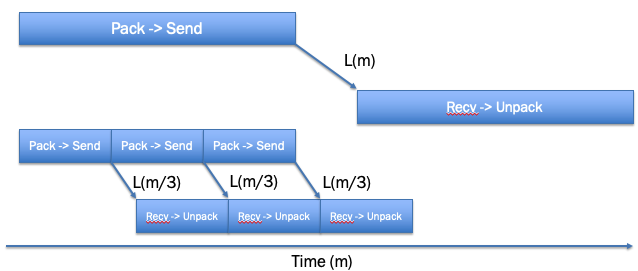 Pack -> Send
L(m)
Recv -> Unpack
Pack -> Send Pack -> Send Pack -> Send
L(m/3) L(m/3) L(m/3)
Recv -> Unpack Recv -> Unpack Recv -> Unpack
Time (m)